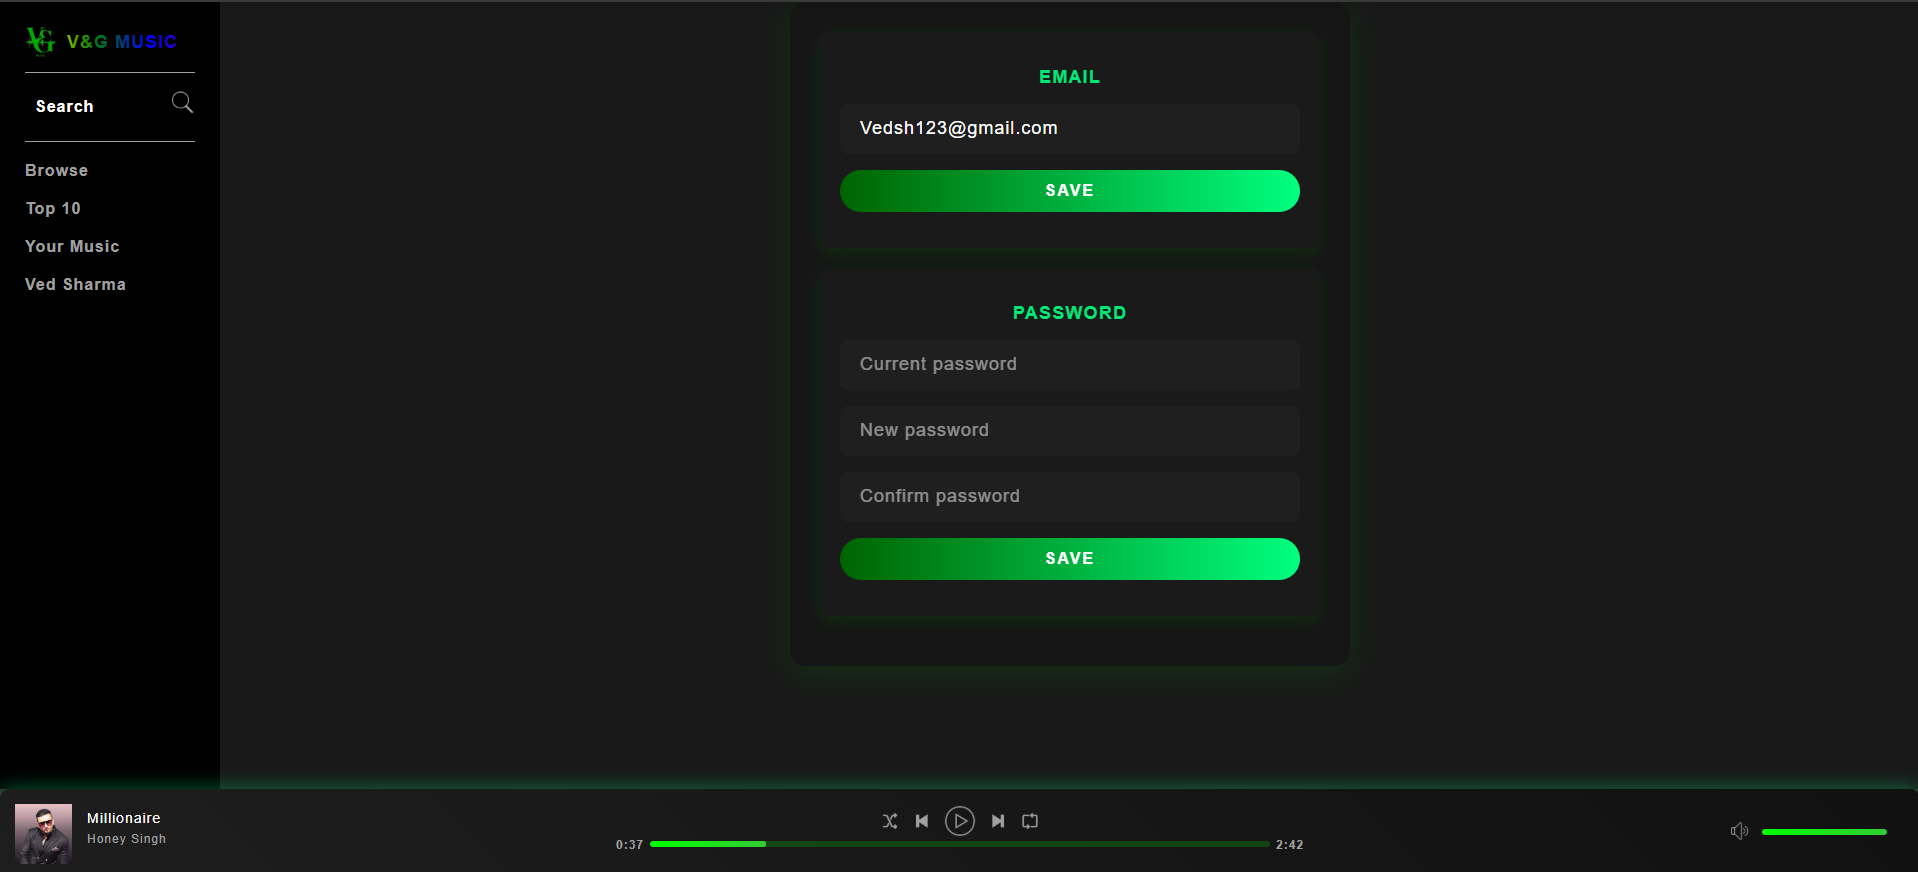 V&G MUSIC
Search
Browse
Top 10
Your Music
Ved Sharma
EMAIL
Vedsh123@gmail.com
SAVE
PASSWORD
Current password
New password
Confirm password
SAVE
Millionaire
Honey Singh
0:37
2:42